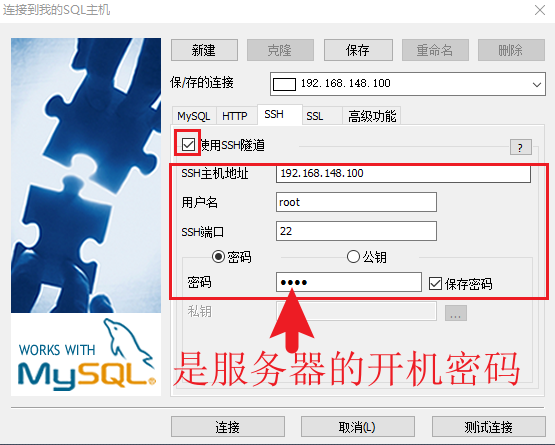 连接到我的SQL主机
新建 克隆 保存 重命名 删除
保/存的连接 192.168.148.100
MySQL HTTP SSH SSL 高级功能
使用SSH隧道 ?
SSH主机地址 192.168.148.100
用户名 root
SSH端口 22
密码 公钥
密码 ●●●● 保存密码
私钥 ...
WORKS WITH
MySQL®
是服务器的开机密码
连接 取消(L) 测试连接